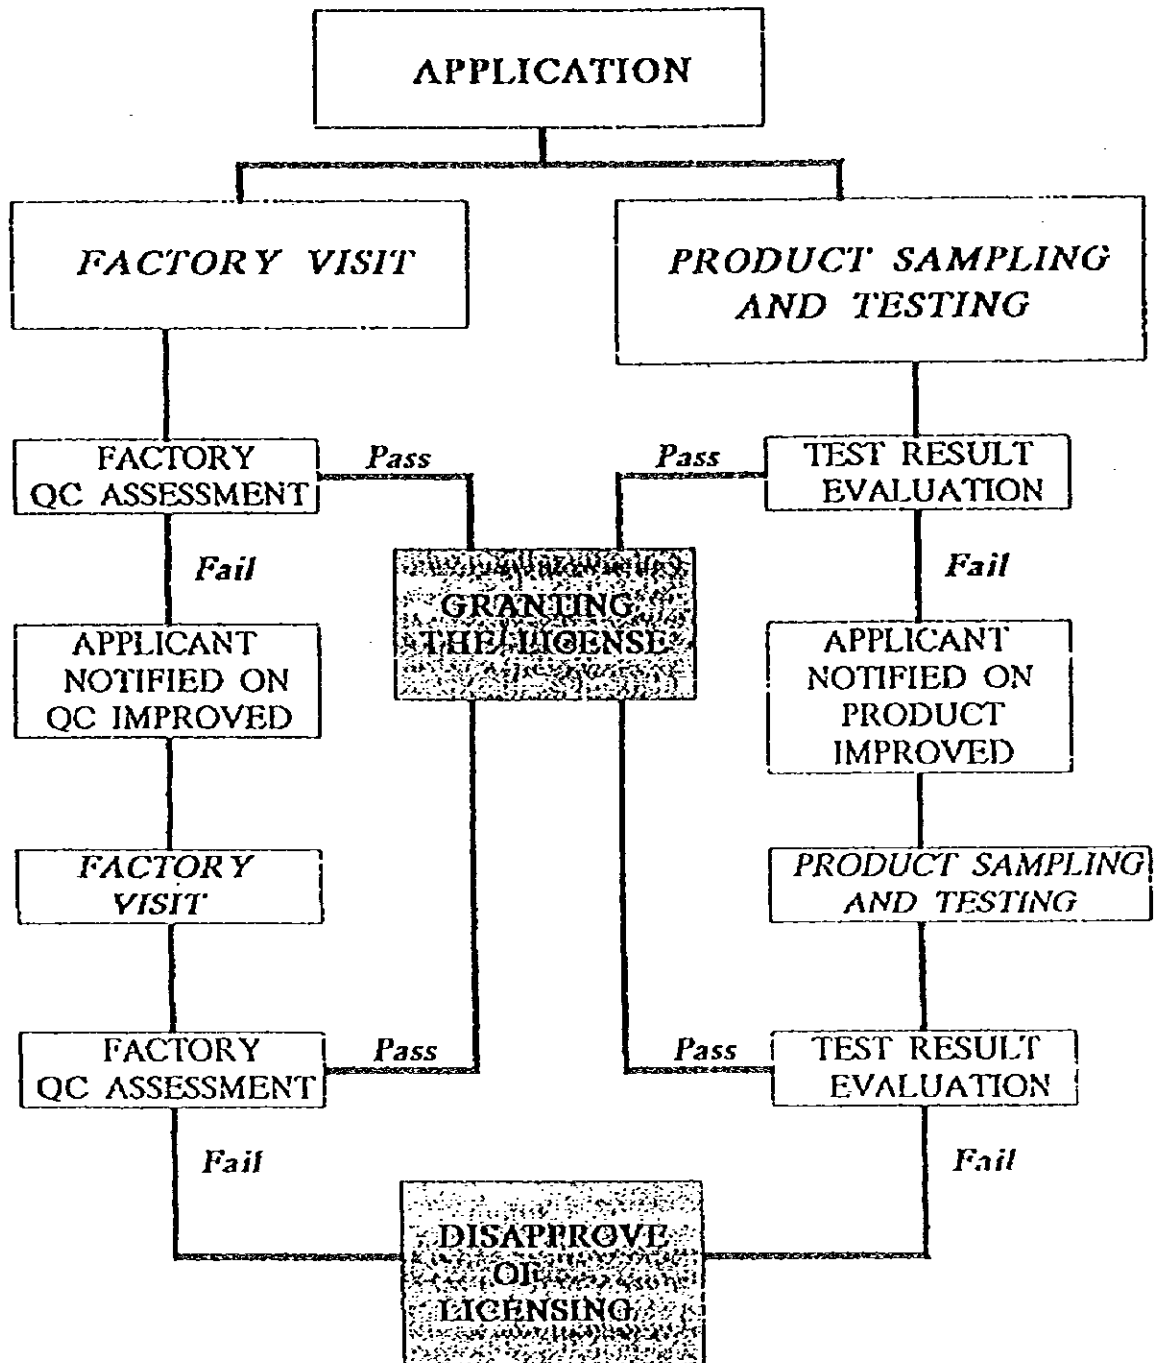 APPLICATION
FACTORY VISIT
PRODUCT SAMPLING
AND TESTING
FACTORY
QC ASSESSMENT
Pass
Pass
TEST RESULT
EVALUATION
Fail
GRANTING
THE LICENSE
Fail
APPLICANT
NOTIFIED ON
QC IMPROVED
APPLICANT
NOTIFIED ON
PRODUCT
IMPROVED
FACTORY
VISIT
PRODUCT SAMPLING
AND TESTING
FACTORY
QC ASSESSMENT
Pass
Pass
TEST RESULT
EVALUATION
Fail
Fail
DISAPPROVE
OF
LICENSING